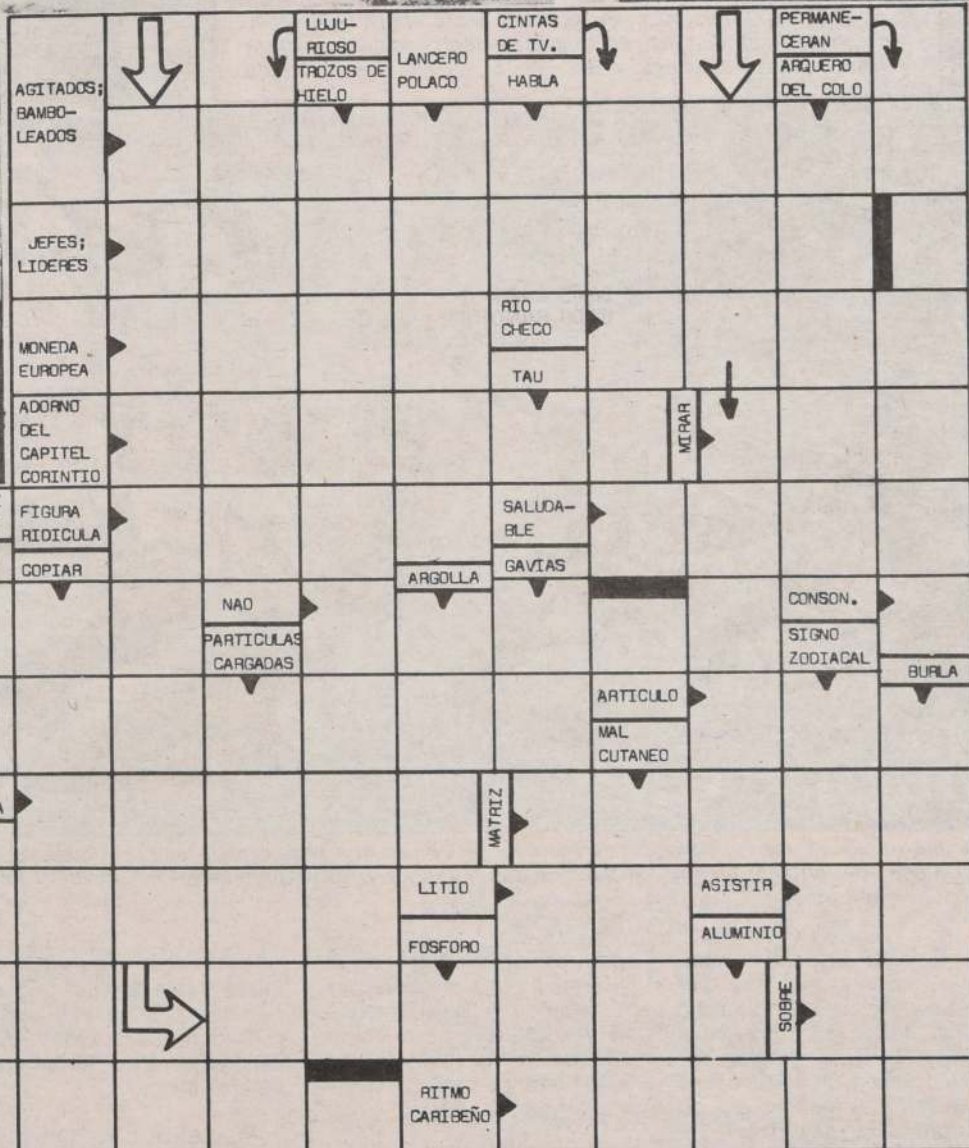 AGITADOS;
BAMBO-
LEADOS
LUJU-
RIOSO
TROZOS DE
HIELO
LANCERO
POLACO
CINTAS
DE TV.
HABLA
PERMANE-
CERAN
ARQUERO
DEL COLO
JEFES;
LIDERES
MONEDA
EUROPEA
RIO
CHECO
TAU
ADORNO
DEL
CAPITEL
CORINTIO
MIRAR
FIGURA
RIDICULA
COPIAR
ARGOLLA
SALUDA-
BLE
GAVIAS
NAO
PARTICULAS
CARGADAS
CONSON.
SIGNO
ZODIACAL
BURLA
ARTICULO
MAL
CUTANEO
A
MATRIZ
LITIO
FOSFORO
ASISTIR
ALUMINIO
SOBRE
RITMO
CARIBEÑO